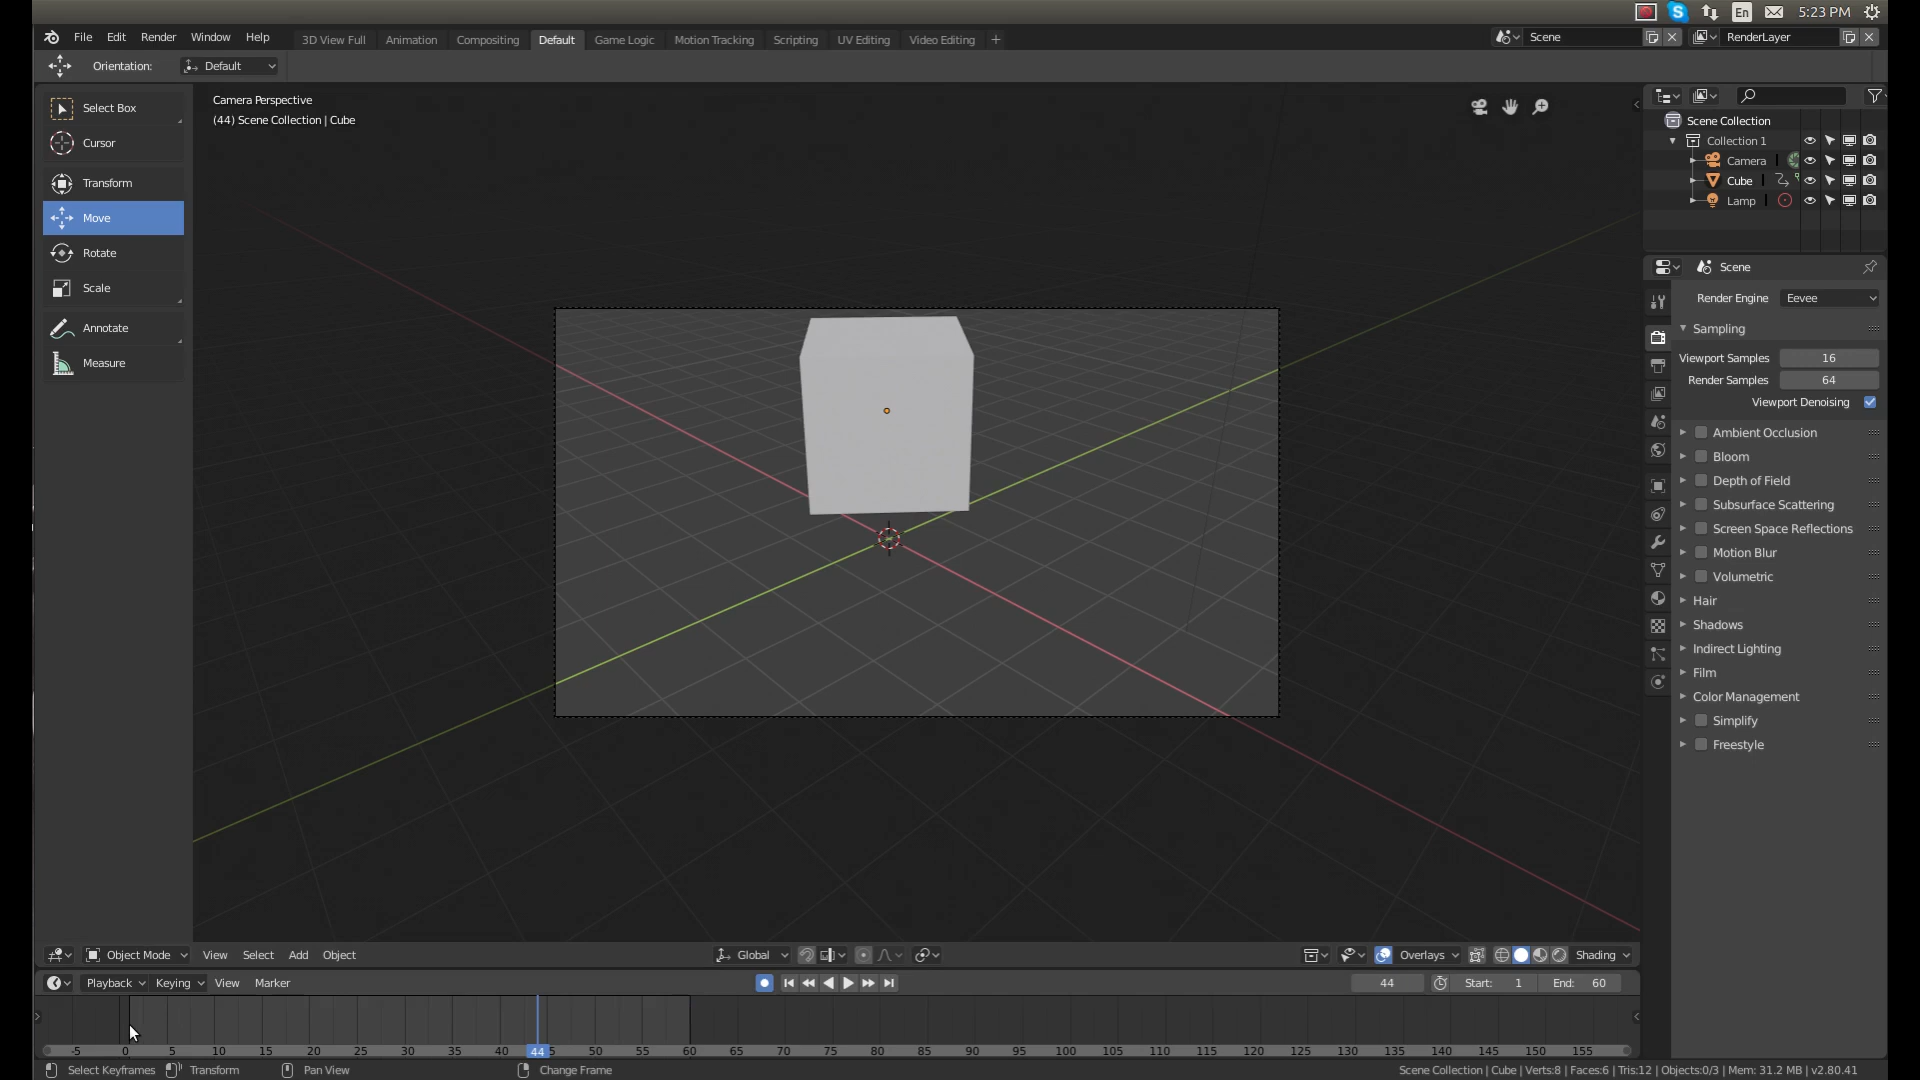 En 5:23 PM
File Edit Render Window Help 3D View Full Animation Compositing Default Game Logic Motion Tracking Scripting UV Editing Video Editing + Scene RenderLayer
Orientation: Default
Select Box
Cursor
Transform
Move
Rotate
Scale
Annotate
Measure
Camera Perspective
(44) Scene Collection | Cube
Scene Collection
Collection 1
Camera
Cube
Lamp
Scene
Render Engine Eevee
Sampling
Viewport Samples 16
Render Samples 64
Viewport Denoising
Ambient Occlusion
Bloom
Depth of Field
Subsurface Scattering
Screen Space Reflections
Motion Blur
Volumetric
Hair
Shadows
Indirect Lighting
Film
Color Management
Simplify
Freestyle
Object Mode View Select Add Object Global Overlays Shading
Playback Keying View Marker 44 Start: 1 End: 60
-5 0 5 10 15 20 25 30 35 40 44 5 50 55 60 65 70 75 80 85 90 95 100 105 110 115 120 125 130 135 140 145 150 155
Select Keyframes Transform Pan View Change Frame Scene Collection | Cube | Verts:8 | Faces:6 | Tris:12 | Objects:0/3 | Mem: 31.2 MB | v2.80.41